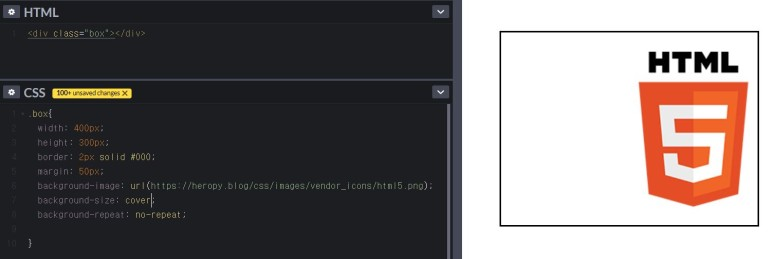 HTML
1 <div class="box"></div>
CSS 100+ unsaved changes X
1 .box{
2 width: 400px;
3 height: 300px;
4 border: 2px solid #000;
5 margin: 50px;
6 background-image: url(https://heropy.blog/css/images/vendor_icons/html5.png);
7 background-size: cover;
8 background-repeat: no-repeat;
9
10 }
HTML
5